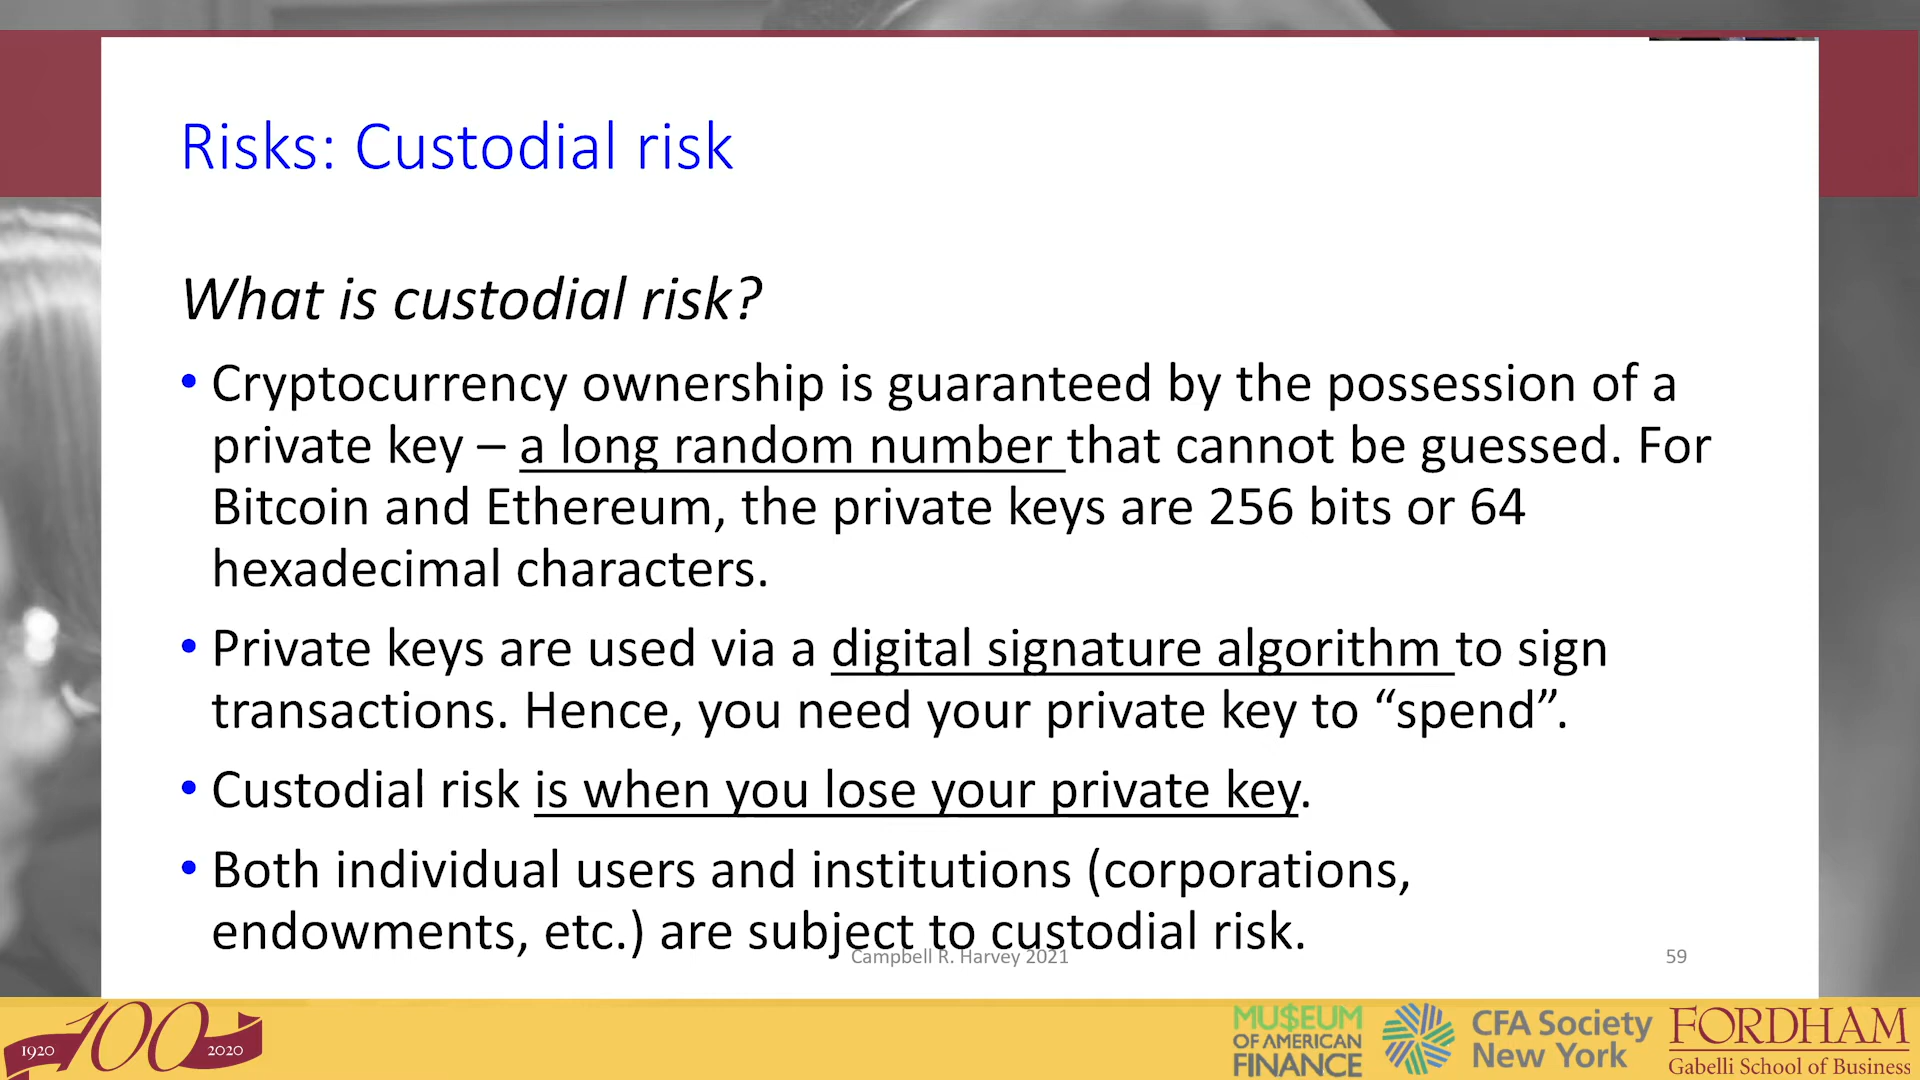 Risks: Custodial risk
What is custodial risk?
• Cryptocurrency ownership is guaranteed by the possession of a
private key – a long random number that cannot be guessed. For
Bitcoin and Ethereum, the private keys are 256 bits or 64
hexadecimal characters.
• Private keys are used via a digital signature algorithm to sign
transactions. Hence, you need your private key to “spend”.
• Custodial risk is when you lose your private key.
• Both individual users and institutions (corporations,
endowments, etc.) are subject to custodial risk.
Campbell R. Harvey 2021
59
1920 100 2020
MU$EUM
OF AMERICAN
FINANCE
CFA Society
New York
FORDHAM
Gabelli School of Business